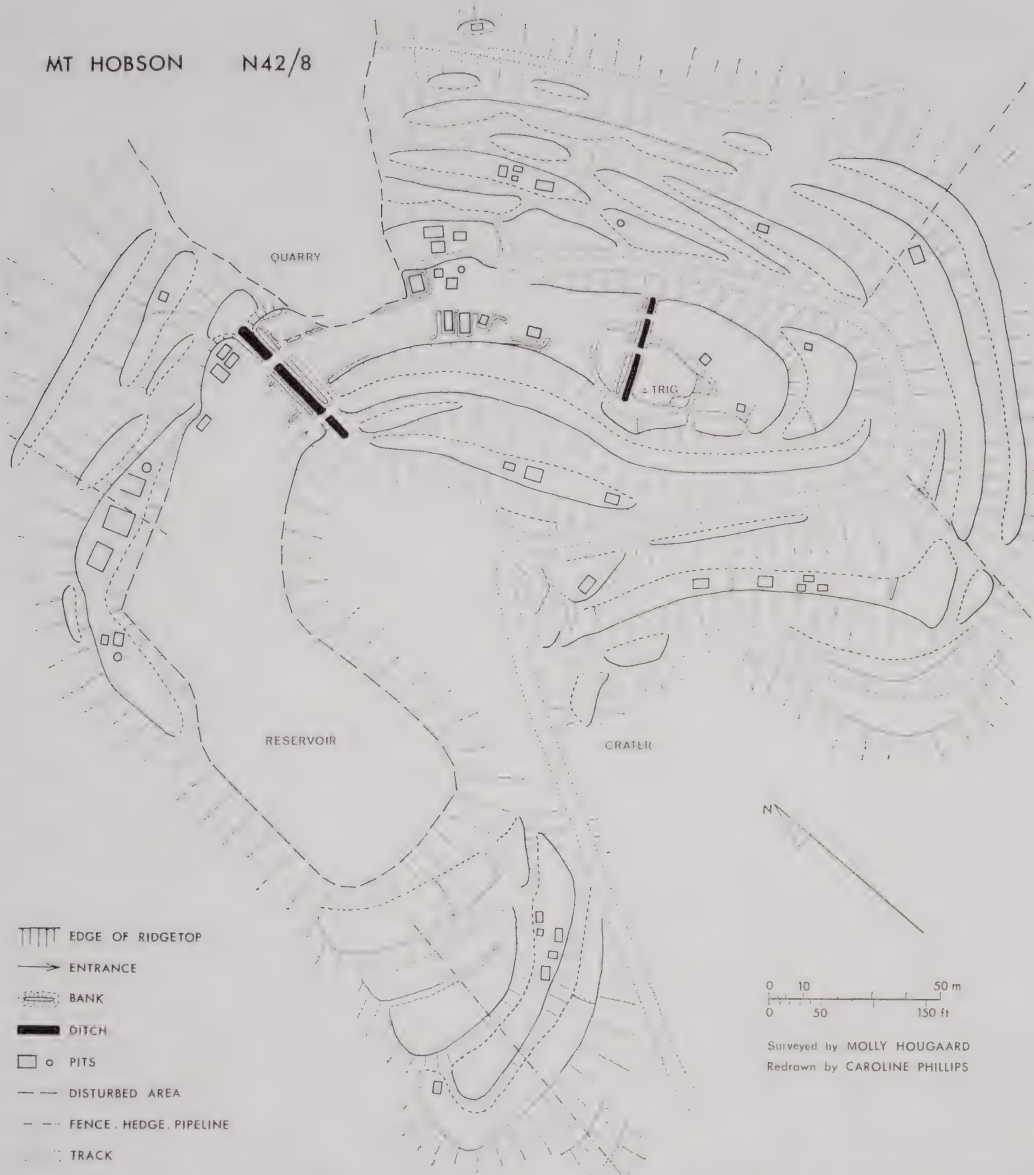 MT HOBSON N42/8
QUARRY
TRIG
RESERVOIR
CRATER
N
EDGE OF RIDGETOP
ENTRANCE
BANK
DITCH
PITS
DISTURBED AREA
FENCE, HEDGE, PIPELINE
TRACK
0 10 50 m
0 50 150 ft
Surveyed by MOLLY HOUGAARD
Redrawn by CAROLINE PHILLIPS